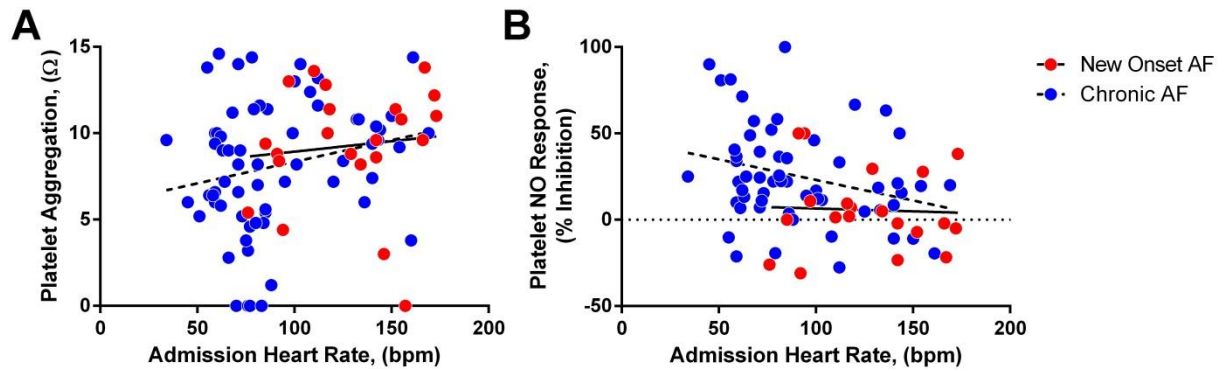 A
Platelet Aggregation, (Ω)
15
10
5
0
0
50
100
150
200
Admission Heart Rate, (bpm)
B
Platelet NO Response,
(% Inhibition)
100
50
0
-50
0
50
100
150
200
Admission Heart Rate, (bpm)
New Onset AF
Chronic AF